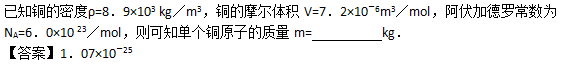 已知铜的密度ρ=8．9×10³ kg／m³，铜的摩尔体积 V=7．2×10⁻⁶m³／mol，阿伏加德罗常数为
N_A=6．0×10 ²³／mol，则可知单个铜原子的质量 m=__________kg．
【答案】1．07×10⁻²⁵